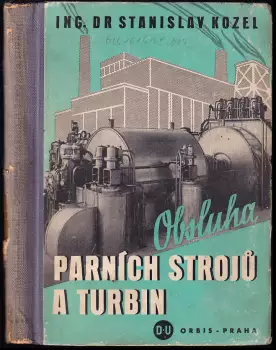 ING. DR STANISLAV KOZEL
Obsluha
PARNÍCH STROJŮ
A TURBIN
D·U ORBIS-PRAHA